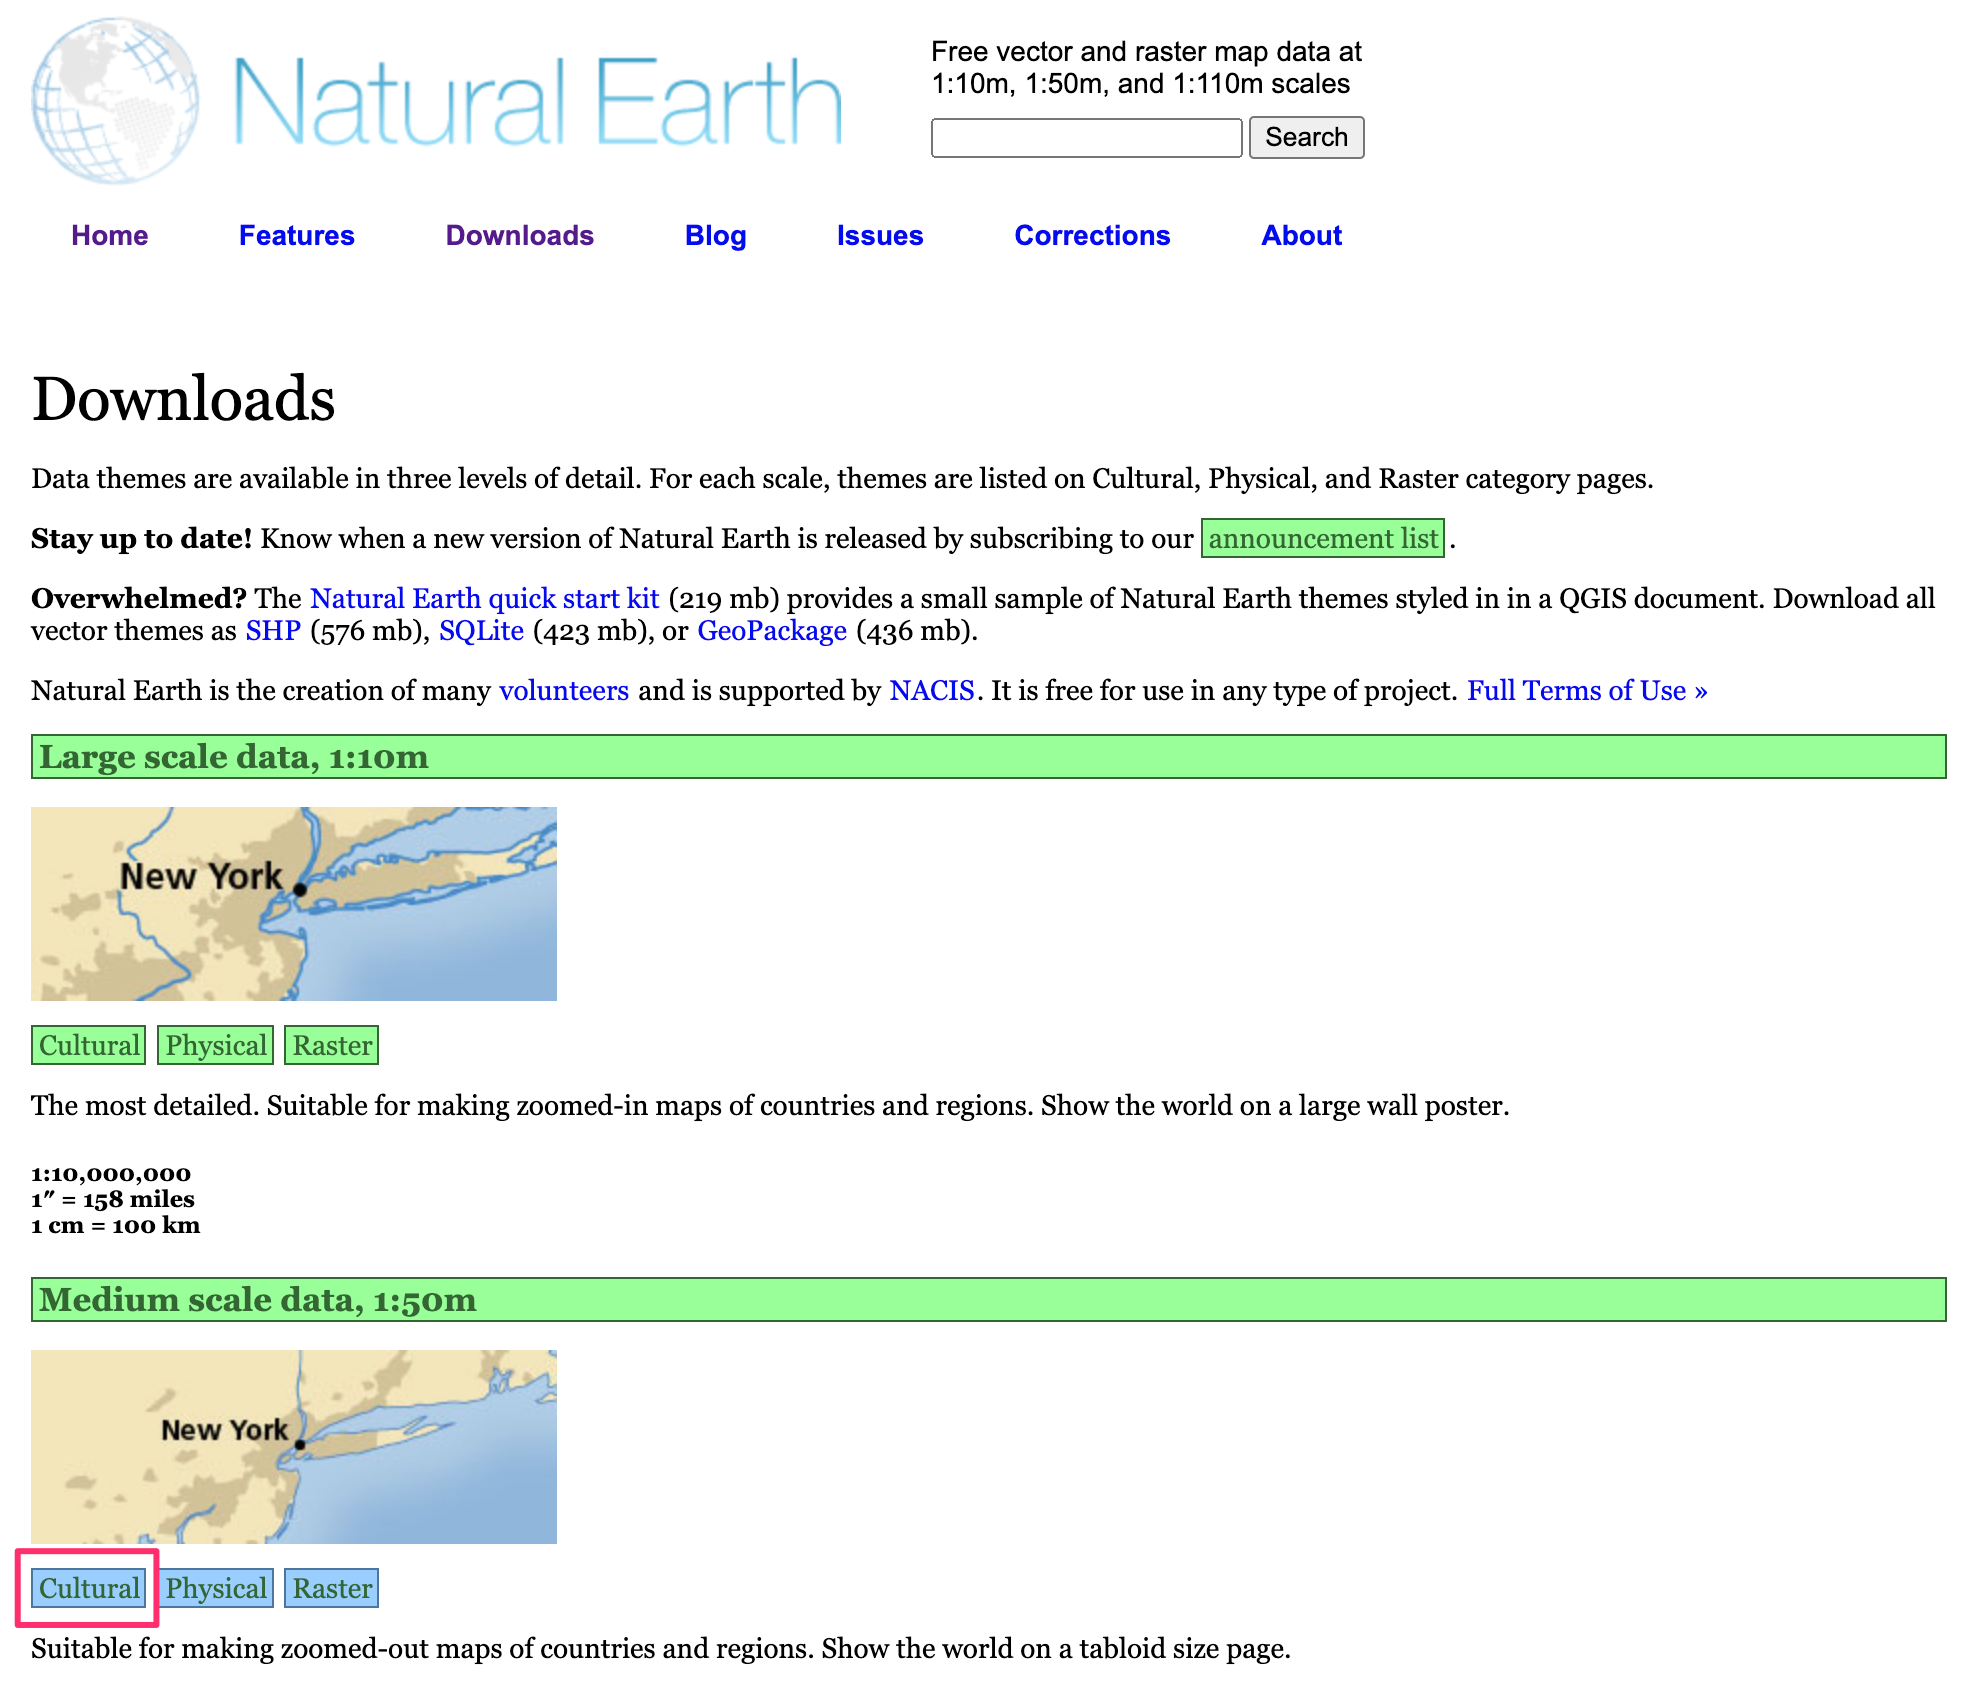 Natural Earth
Free vector and raster map data at
1:10m, 1:50m, and 1:110m scales
Search
Home Features Downloads Blog Issues Corrections About
Downloads
Data themes are available in three levels of detail. For each scale, themes are listed on Cultural, Physical, and Raster category pages.
Stay up to date! Know when a new version of Natural Earth is released by subscribing to our announcement list.
Overwhelmed? The Natural Earth quick start kit (219 mb) provides a small sample of Natural Earth themes styled in in a QGIS document. Download all
vector themes as SHP (576 mb), SQLite (423 mb), or GeoPackage (436 mb).
Natural Earth is the creation of many volunteers and is supported by NACIS. It is free for use in any type of project. Full Terms of Use »
Large scale data, 1:10m
New York
Cultural Physical Raster
The most detailed. Suitable for making zoomed-in maps of countries and regions. Show the world on a large wall poster.
1:10,000,000
1″ = 158 miles
1 cm = 100 km
Medium scale data, 1:50m
New York
Cultural Physical Raster
Suitable for making zoomed-out maps of countries and regions. Show the world on a tabloid size page.